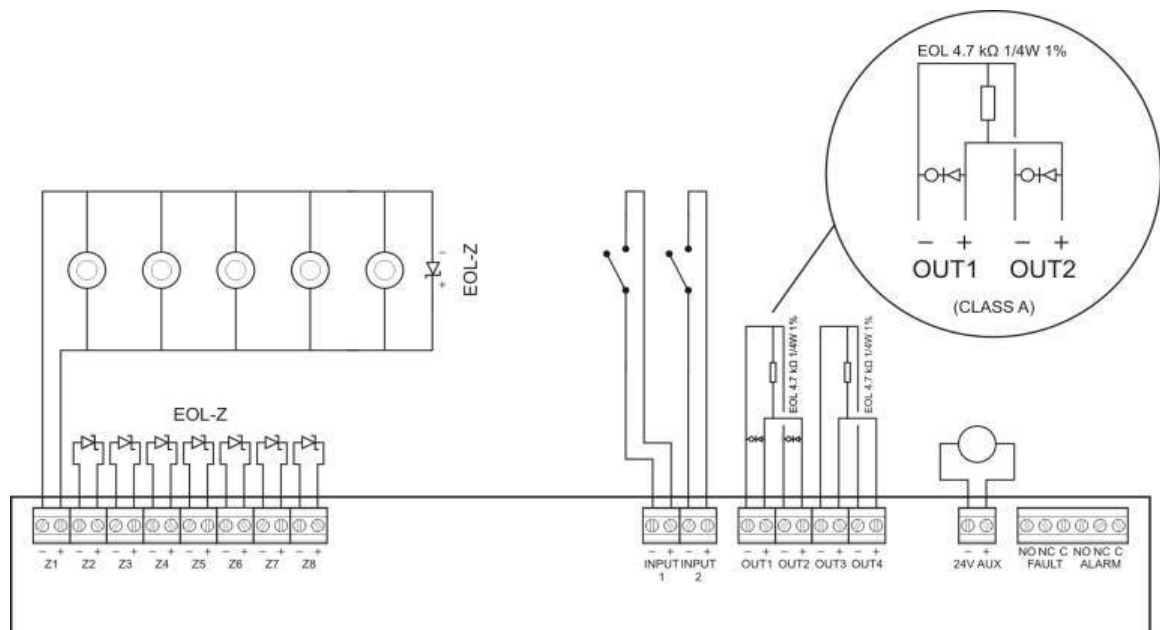 EOL 4.7 kΩ 1/4W 1%
− + − +
OUT1 OUT2
(CLASS A)
− +
EOL-Z
EOL-Z
EOL 4.7 kΩ 1/4W 1%
EOL 4.7 kΩ 1/4W 1%
− + − + − + − + − + − + − + − +
Z1 Z2 Z3 Z4 Z5 Z6 Z7 Z8
− + − +
INPUT 1 INPUT 2
− + − + − + − +
OUT1 OUT2 OUT3 OUT4
− +
24V AUX
NO NC C NO NC C
FAULT ALARM